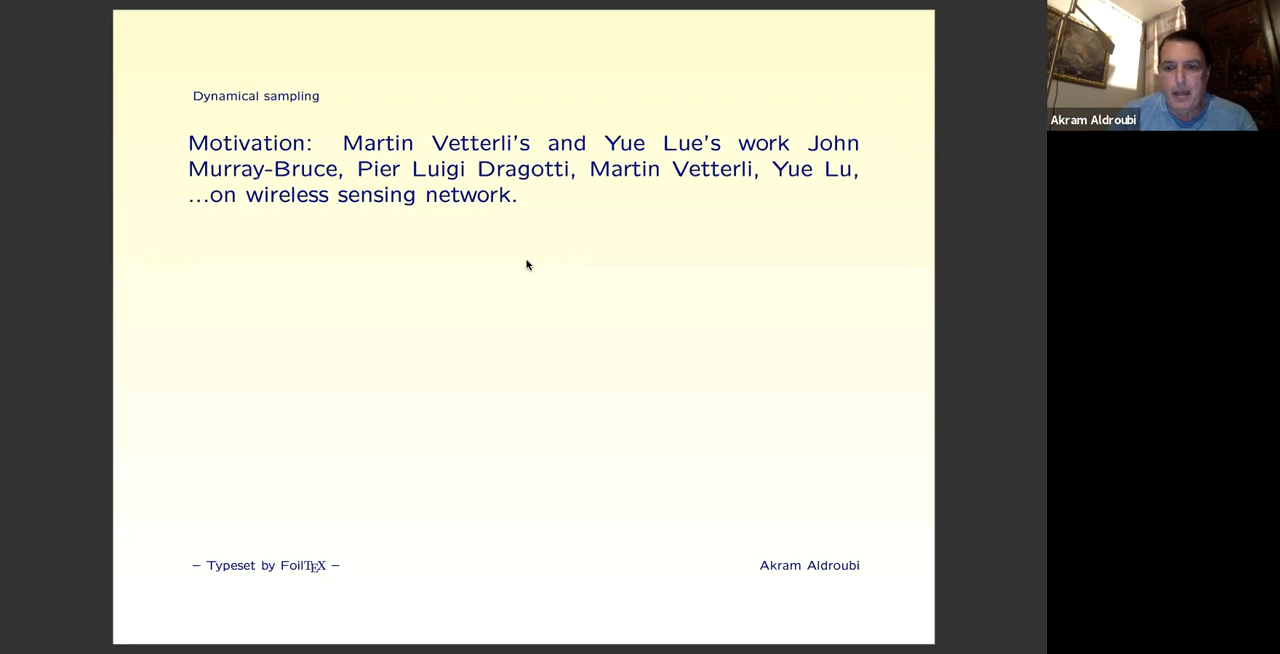 Dynamical sampling
Motivation: Martin Vetterli's and Yue Lue's work John
Murray-Bruce, Pier Luigi Dragotti, Martin Vetterli, Yue Lu,
...on wireless sensing network.
– Typeset by FoilTEX –
Akram Aldroubi
Akram Aldroubi